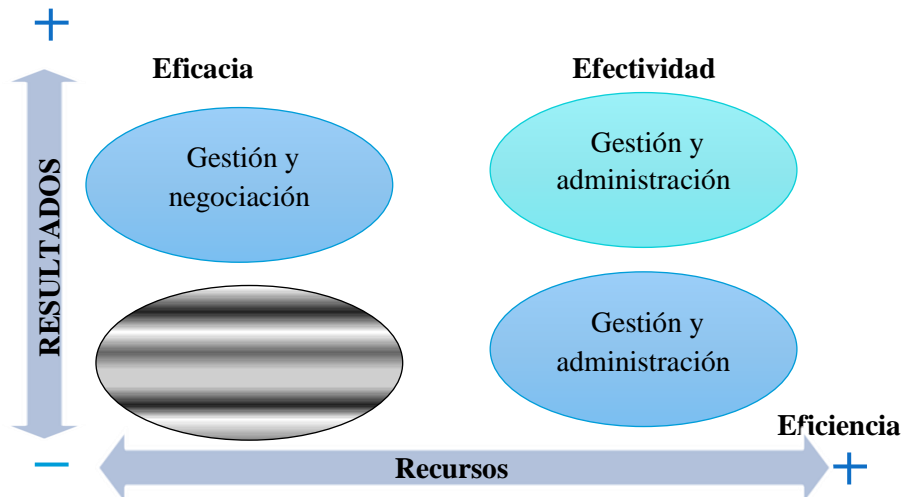 +
Eficacia
Efectividad
Gestión y
negociación
Gestión y
administración
RESULTADOS
Gestión y
administración
Eficiencia
−
Recursos
+